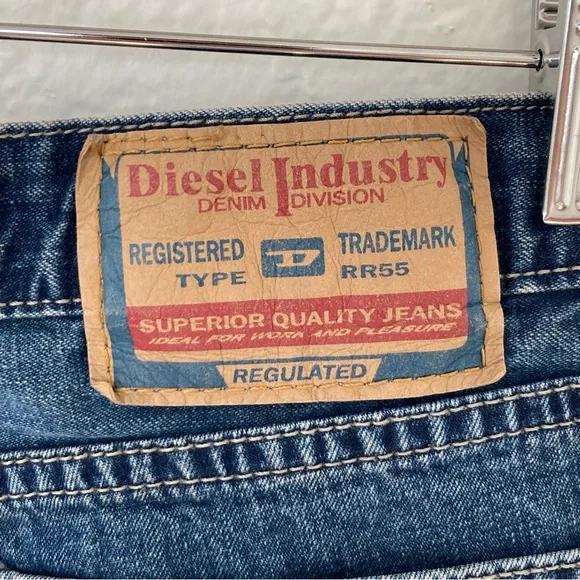 Diesel Industry
DENIM DIVISION
REGISTERED D TRADEMARK
TYPE RR55
SUPERIOR QUALITY JEANS
IDEAL FOR WORK AND PLEASURE
REGULATED